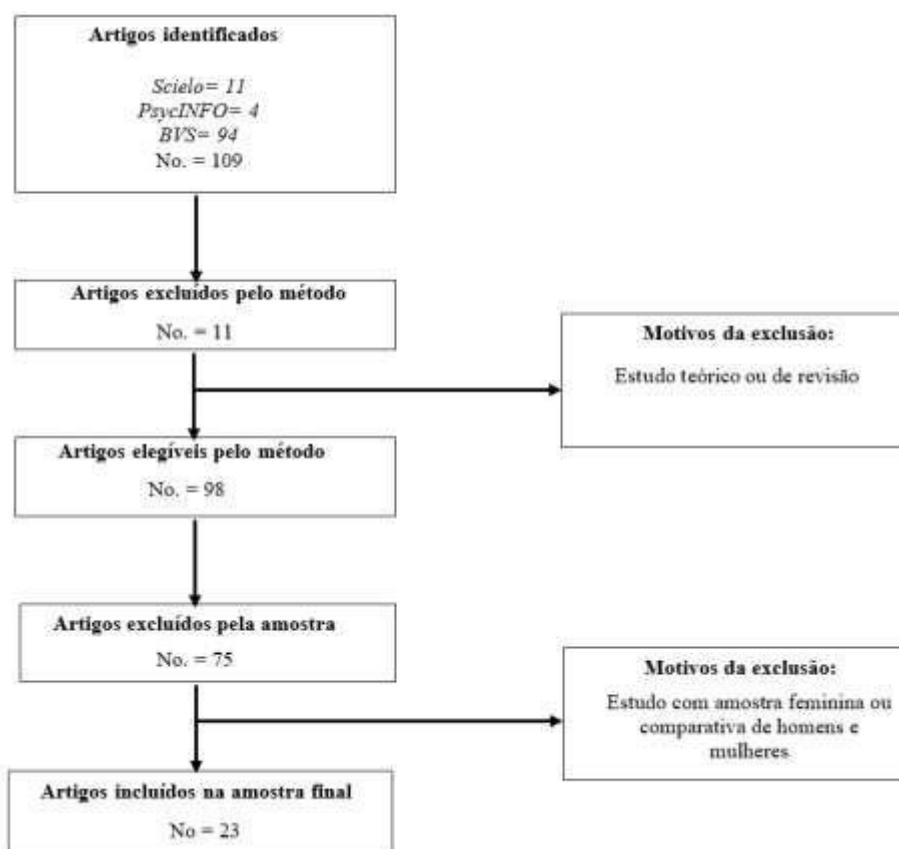 Artigos identificados
Scielo= 11
PsycINFO= 4
BVS= 94
No. = 109
Artigos excluídos pelo método
No. = 11
Motivos da exclusão:
Estudo teórico ou de revisão
Artigos elegíveis pelo método
No. = 98
Artigos excluídos pela amostra
No. = 75
Motivos da exclusão:
Estudo com amostra feminina ou
comparativa de homens e
mulheres
Artigos incluídos na amostra final
No = 23